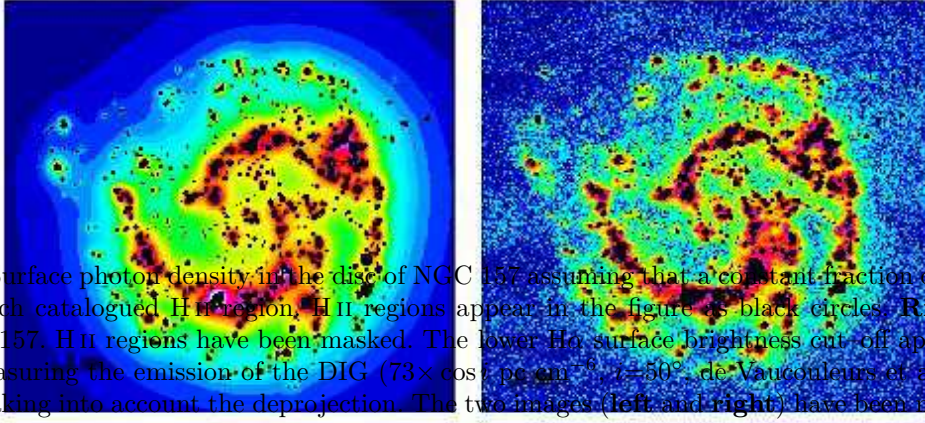 urface photon density in the disc of NGC 157 assuming that a constant fraction
ch catalogued H II region. H II regions appear in the figure as black circles. R
157. H II regions have been masked. The lower Hα surface brightness cut-off ap
asuring the emission of the DIG (73 × cos i pc cm⁻⁶, i=50°, de Vaucouleurs et a
king into account the deprojection. The two images (left and right) have been